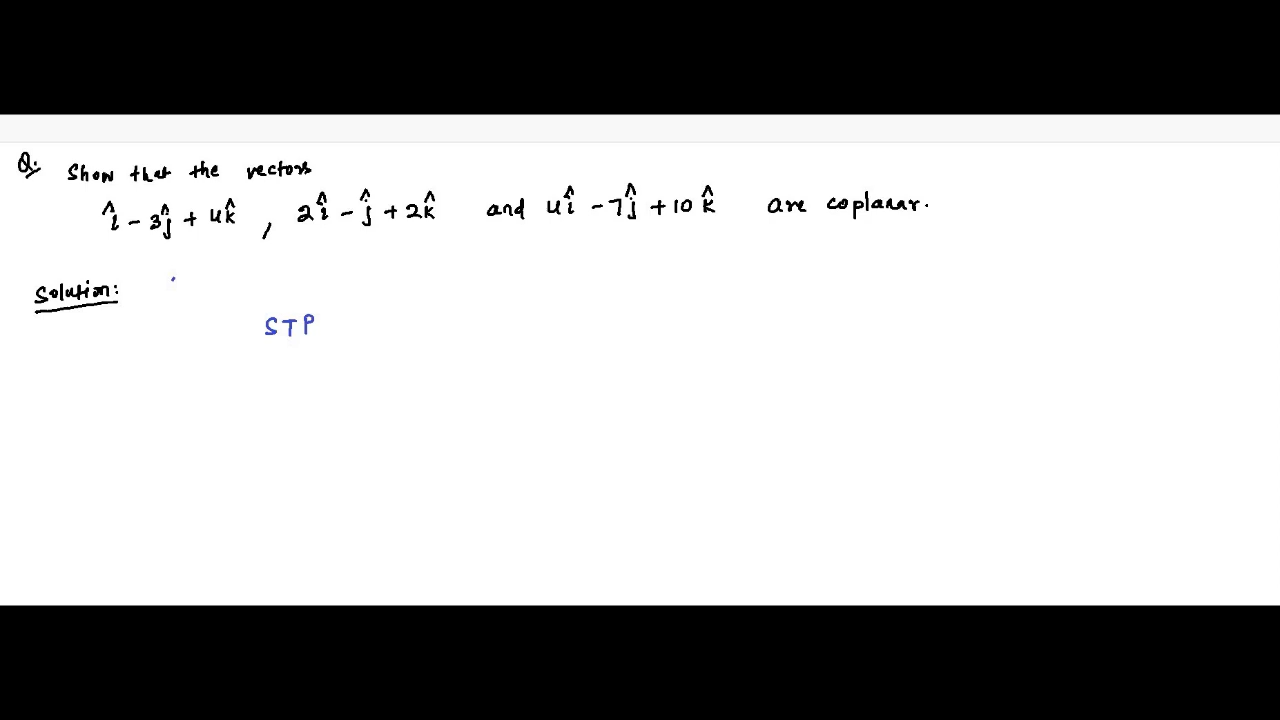 Q. Show that the vectors
î - 3ĵ + 4k̂ , 2î - ĵ + 2k̂ and 4î - 7ĵ + 10k̂ are coplanar.
Solution:
STP